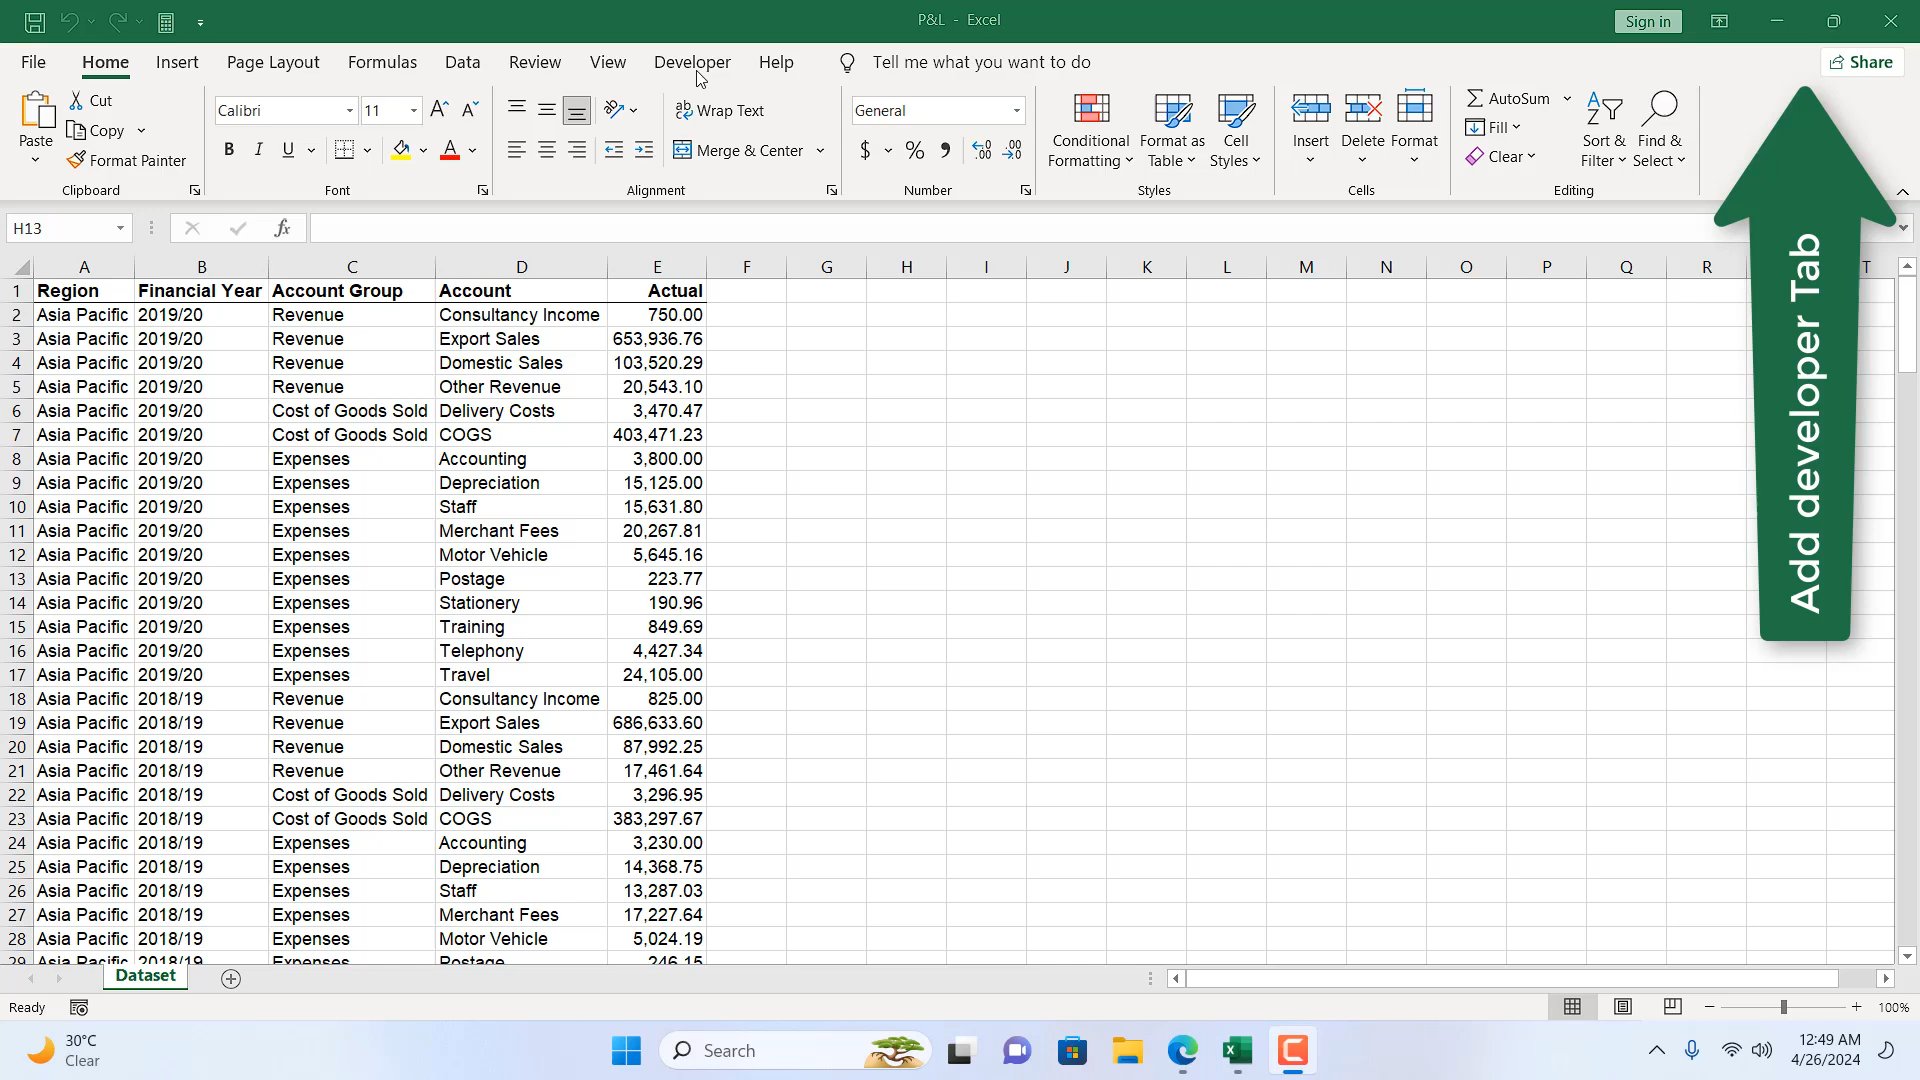 P&L - Excel
Sign in
File Home Insert Page Layout Formulas Data Review View Developer Help Tell me what you want to do Share
Paste
Cut
Copy
Format Painter
Clipboard
Calibri 11
B I U
Font
Wrap Text
Merge & Center
Alignment
General
$ % 9
Number
Conditional Formatting
Format as Table
Cell Styles
Styles
Insert
Delete
Format
Cells
AutoSum
Fill
Clear
Sort & Filter
Find & Select
Editing
Add developer Tab
H13 fx
A B C D E F G H I J K L M N O P Q R T
1 Region Financial Year Account Group Account Actual
2 Asia Pacific 2019/20 Revenue Consultancy Income 750.00
3 Asia Pacific 2019/20 Revenue Export Sales 653,936.76
4 Asia Pacific 2019/20 Revenue Domestic Sales 103,520.29
5 Asia Pacific 2019/20 Revenue Other Revenue 20,543.10
6 Asia Pacific 2019/20 Cost of Goods Sold Delivery Costs 3,470.47
7 Asia Pacific 2019/20 Cost of Goods Sold COGS 403,471.23
8 Asia Pacific 2019/20 Expenses Accounting 3,800.00
9 Asia Pacific 2019/20 Expenses Depreciation 15,125.00
10 Asia Pacific 2019/20 Expenses Staff 15,631.80
11 Asia Pacific 2019/20 Expenses Merchant Fees 20,267.81
12 Asia Pacific 2019/20 Expenses Motor Vehicle 5,645.16
13 Asia Pacific 2019/20 Expenses Postage 223.77
14 Asia Pacific 2019/20 Expenses Stationery 190.96
15 Asia Pacific 2019/20 Expenses Training 849.69
16 Asia Pacific 2019/20 Expenses Telephony 4,427.34
17 Asia Pacific 2019/20 Expenses Travel 24,105.00
18 Asia Pacific 2018/19 Revenue Consultancy Income 825.00
19 Asia Pacific 2018/19 Revenue Export Sales 686,633.60
20 Asia Pacific 2018/19 Revenue Domestic Sales 87,992.25
21 Asia Pacific 2018/19 Revenue Other Revenue 17,461.64
22 Asia Pacific 2018/19 Cost of Goods Sold Delivery Costs 3,296.95
23 Asia Pacific 2018/19 Cost of Goods Sold COGS 383,297.67
24 Asia Pacific 2018/19 Expenses Accounting 3,230.00
25 Asia Pacific 2018/19 Expenses Depreciation 14,368.75
26 Asia Pacific 2018/19 Expenses Staff 13,287.03
27 Asia Pacific 2018/19 Expenses Merchant Fees 17,227.64
28 Asia Pacific 2018/19 Expenses Motor Vehicle 5,024.19
29 Asia Pacific 2018/19 Expenses Postage 246.15
Dataset
Ready 100%
30°C
Clear
Search
12:49 AM
4/26/2024